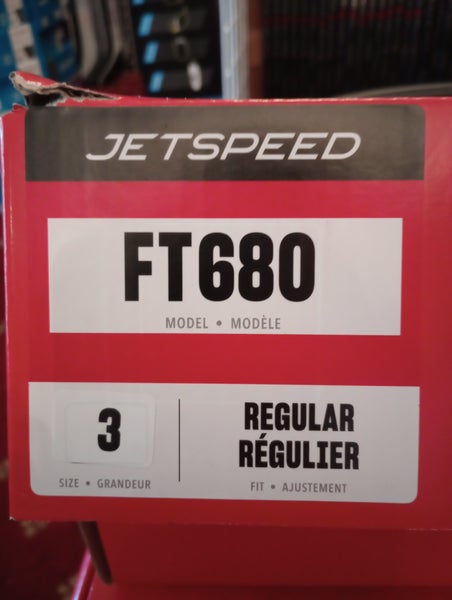 JETSPEED
FT680
MODEL • MODÈLE
3
SIZE • GRANDEUR
REGULAR
RÉGULIER
FIT • AJUSTEMENT